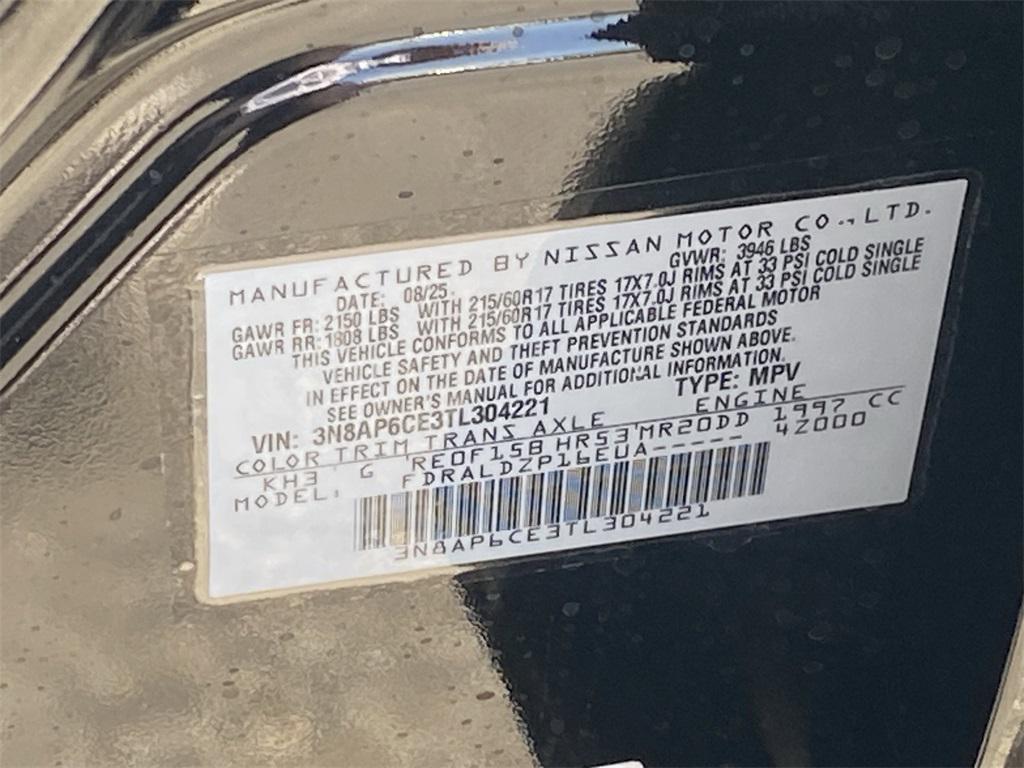 MANUFACTURED BY NISSAN MOTOR CO.,LTD.
DATE: 08/25 GVWR: 3946 LBS
GAWR FR: 2150 LBS WITH 215/60R17 TIRES 17X7.0J RIMS AT 33 PSI COLD SINGLE
GAWR RR: 1808 LBS WITH 215/60R17 TIRES 17X7.0J RIMS AT 33 PSI COLD SINGLE
THIS VEHICLE CONFORMS TO ALL APPLICABLE FEDERAL MOTOR
VEHICLE SAFETY AND THEFT PREVENTION STANDARDS
IN EFFECT ON THE DATE OF MANUFACTURE SHOWN ABOVE.
SEE OWNER'S MANUAL FOR ADDITIONAL INFORMATION.
VIN: 3N8AP6CE3TL304221 TYPE: MPV
COLOR TRIM TRANS AXLE ENGINE
KH3 G RE0F15B HR53 MR20DD 1997 CC
MODEL: FDRALDZP16EUA----- 42000
3N8AP6CE3TL304221